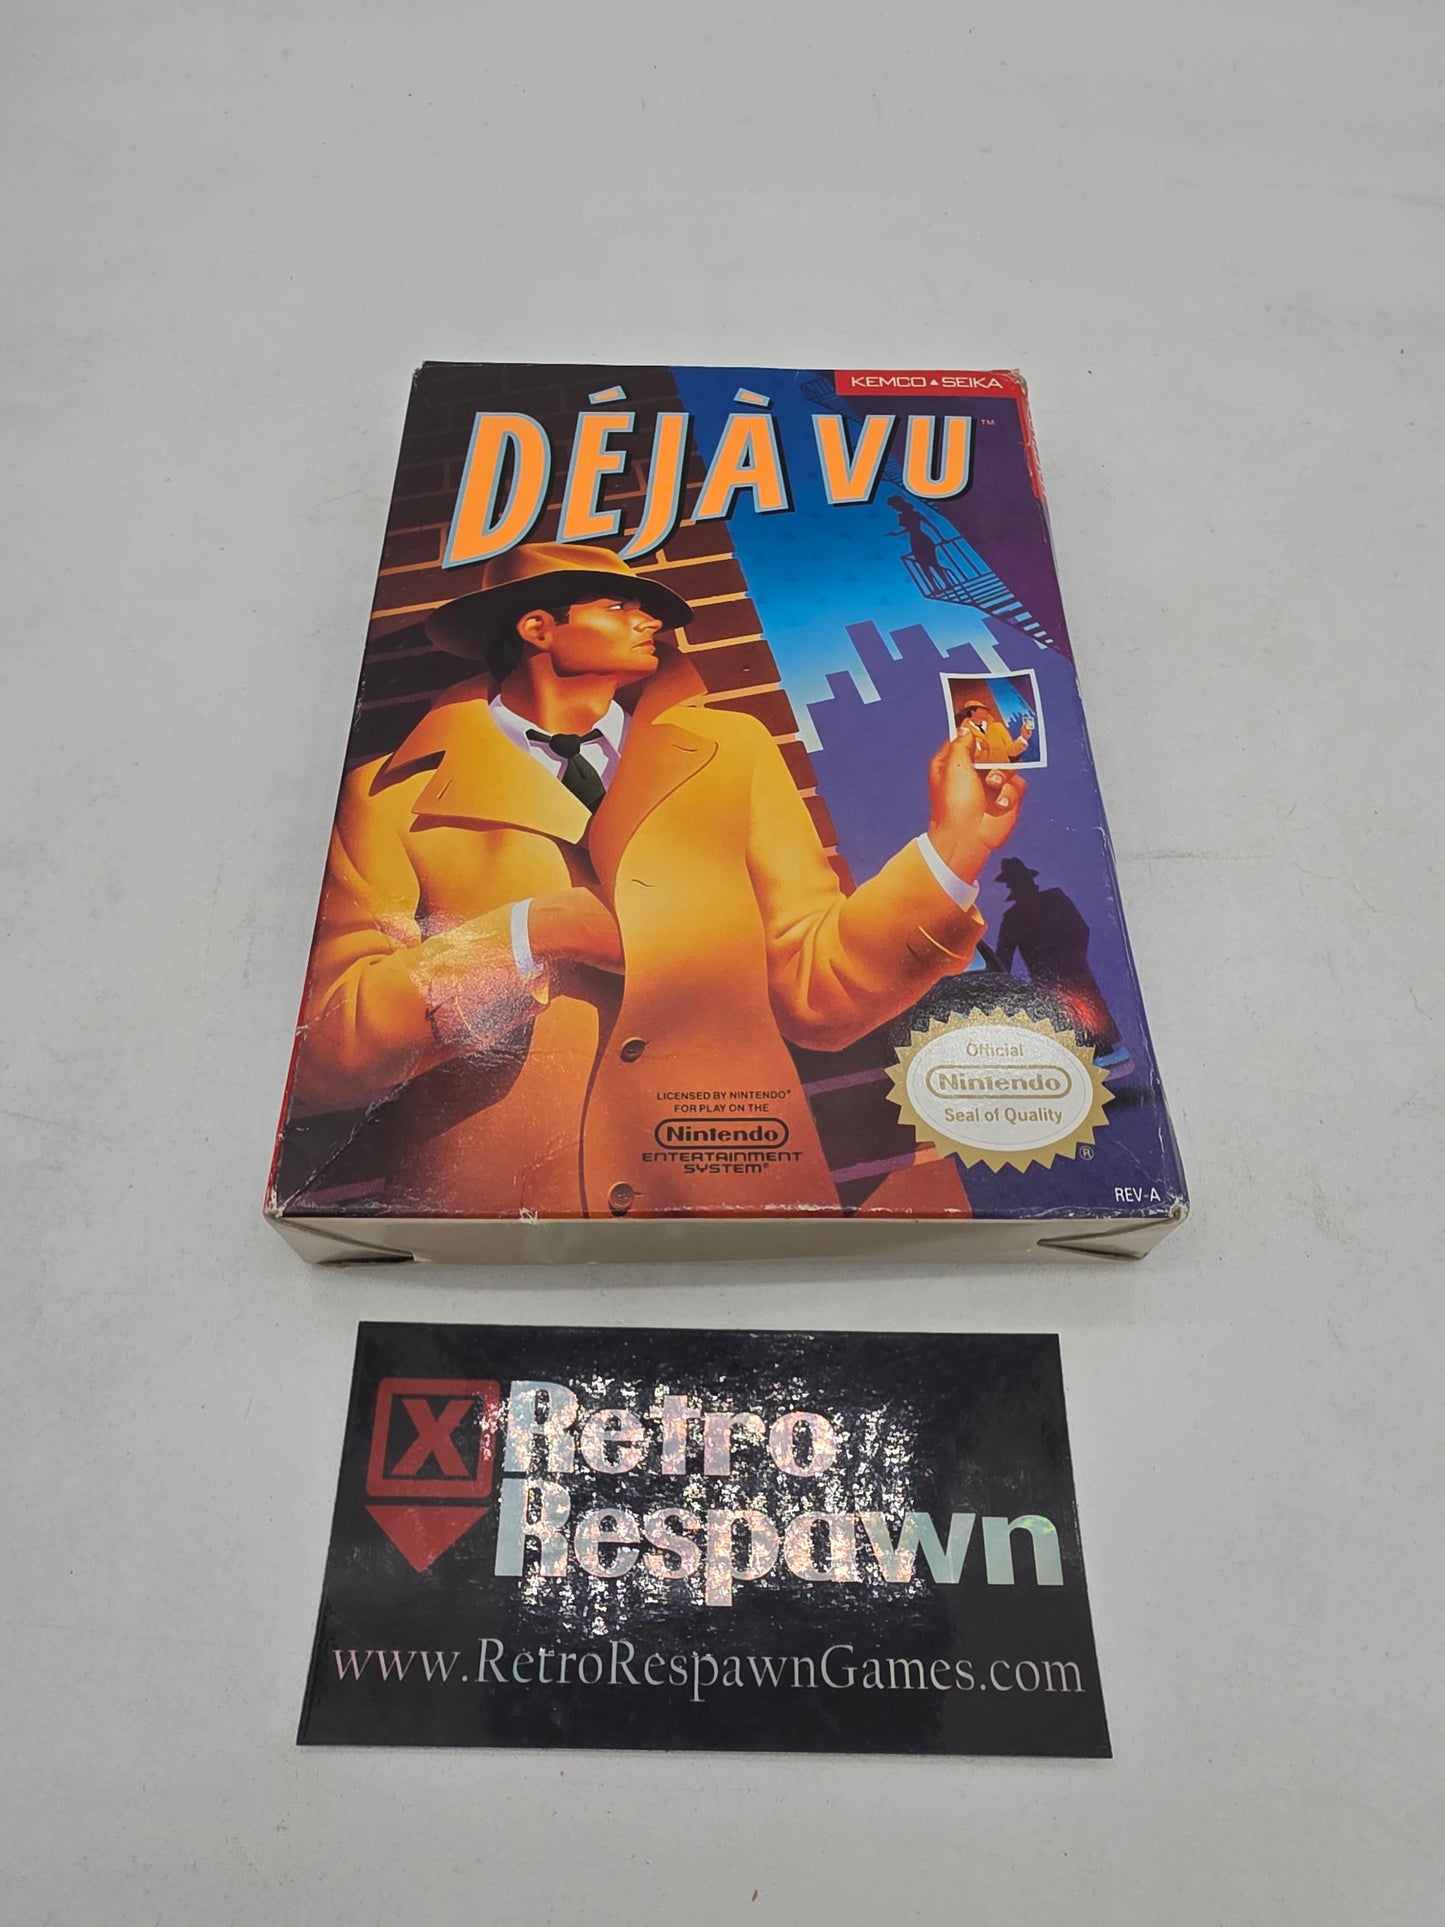 KEMCO▲SEIKA
DÉJÀ VU™
LICENSED BY NINTENDO®
FOR PLAY ON THE
Nintendo
ENTERTAINMENT
SYSTEM®
Official
Nintendo
Seal of Quality
®
REV-A
X Retro
Respawn
www.RetroRespawnGames.com